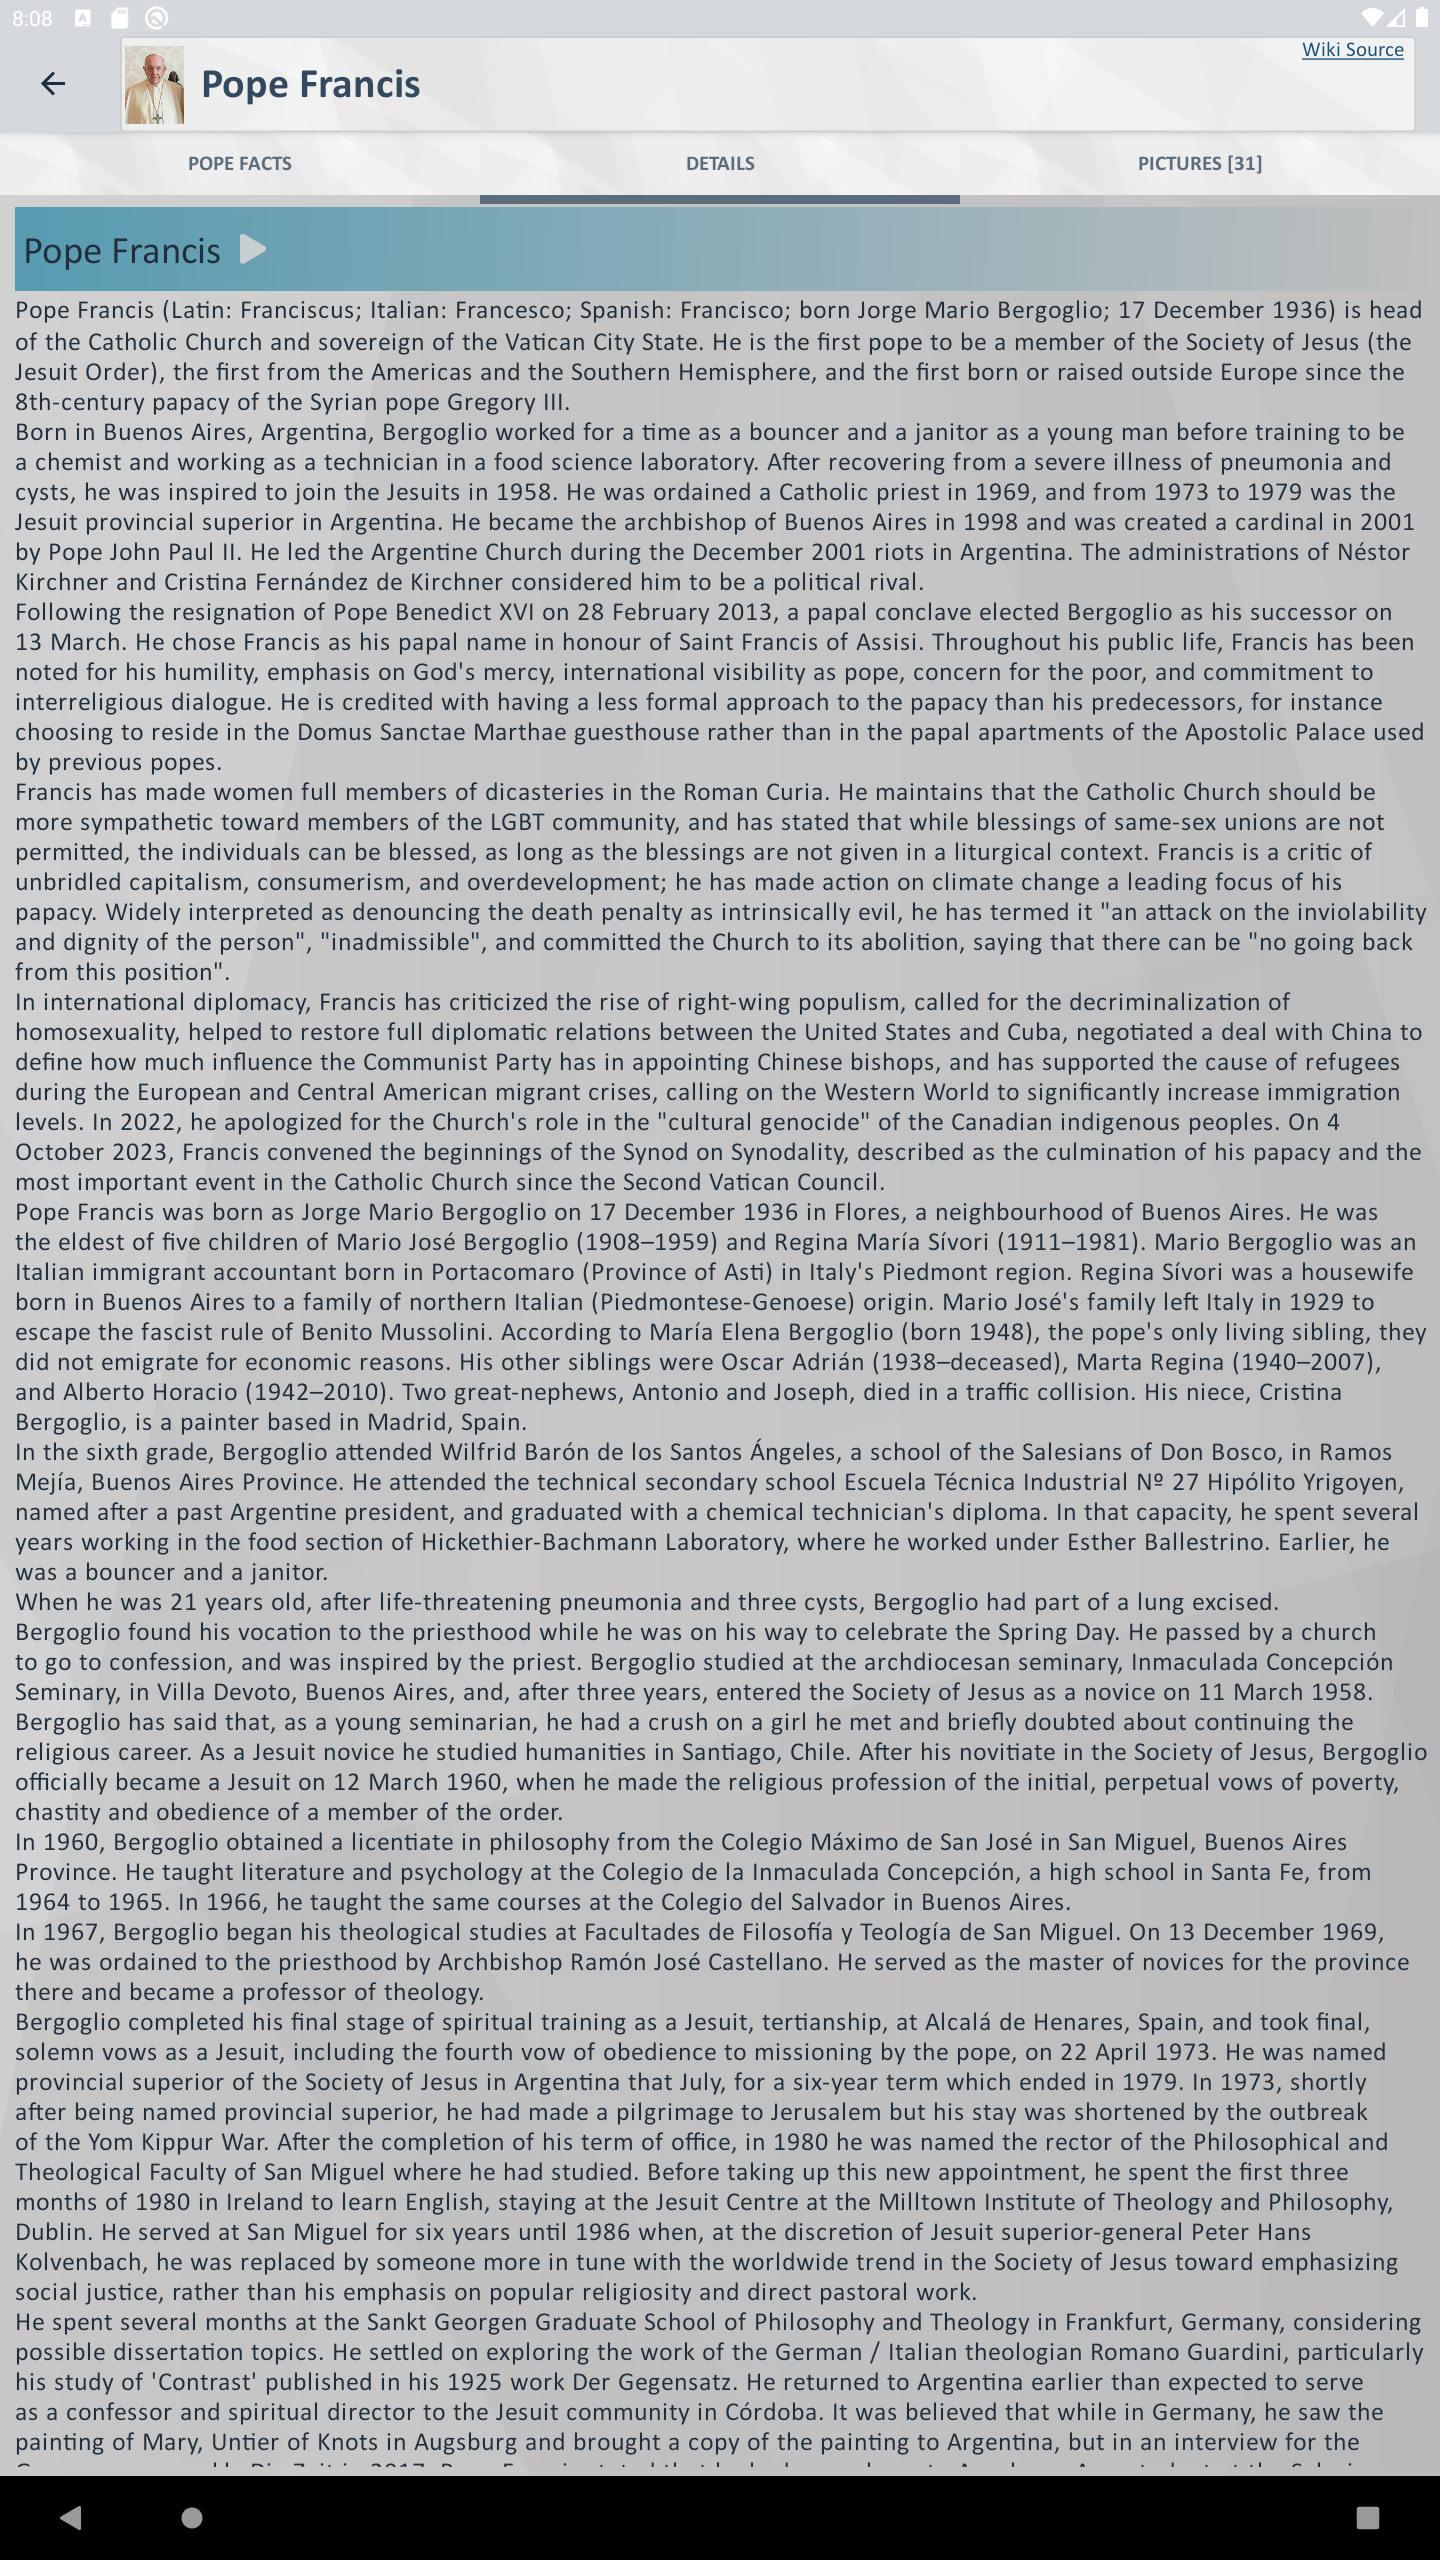 8:08
Wiki Source
Pope Francis
POPE FACTS
DETAILS
PICTURES [31]
Pope Francis
Pope Francis (Latin: Franciscus; Italian: Francesco; Spanish: Francisco; born Jorge Mario Bergoglio; 17 December 1936) is head
of the Catholic Church and sovereign of the Vatican City State. He is the first pope to be a member of the Society of Jesus (the
Jesuit Order), the first from the Americas and the Southern Hemisphere, and the first born or raised outside Europe since the
8th-century papacy of the Syrian pope Gregory III.
Born in Buenos Aires, Argentina, Bergoglio worked for a time as a bouncer and a janitor as a young man before training to be
a chemist and working as a technician in a food science laboratory. After recovering from a severe illness of pneumonia and
cysts, he was inspired to join the Jesuits in 1958. He was ordained a Catholic priest in 1969, and from 1973 to 1979 was the
Jesuit provincial superior in Argentina. He became the archbishop of Buenos Aires in 1998 and was created a cardinal in 2001
by Pope John Paul II. He led the Argentine Church during the December 2001 riots in Argentina. The administrations of Néstor
Kirchner and Cristina Fernández de Kirchner considered him to be a political rival.
Following the resignation of Pope Benedict XVI on 28 February 2013, a papal conclave elected Bergoglio as his successor on
13 March. He chose Francis as his papal name in honour of Saint Francis of Assisi. Throughout his public life, Francis has been
noted for his humility, emphasis on God's mercy, international visibility as pope, concern for the poor, and commitment to
interreligious dialogue. He is credited with having a less formal approach to the papacy than his predecessors, for instance
choosing to reside in the Domus Sanctae Marthae guesthouse rather than in the papal apartments of the Apostolic Palace used
by previous popes.
Francis has made women full members of dicasteries in the Roman Curia. He maintains that the Catholic Church should be
more sympathetic toward members of the LGBT community, and has stated that while blessings of same-sex unions are not
permitted, the individuals can be blessed, as long as the blessings are not given in a liturgical context. Francis is a critic of
unbridled capitalism, consumerism, and overdevelopment; he has made action on climate change a leading focus of his
papacy. Widely interpreted as denouncing the death penalty as intrinsically evil, he has termed it "an attack on the inviolability
and dignity of the person", "inadmissible", and committed the Church to its abolition, saying that there can be "no going back
from this position".
In international diplomacy, Francis has criticized the rise of right-wing populism, called for the decriminalization of
homosexuality, helped to restore full diplomatic relations between the United States and Cuba, negotiated a deal with China to
define how much influence the Communist Party has in appointing Chinese bishops, and has supported the cause of refugees
during the European and Central American migrant crises, calling on the Western World to significantly increase immigration
levels. In 2022, he apologized for the Church's role in the "cultural genocide" of the Canadian indigenous peoples. On 4
October 2023, Francis convened the beginnings of the Synod on Synodality, described as the culmination of his papacy and the
most important event in the Catholic Church since the Second Vatican Council.
Pope Francis was born as Jorge Mario Bergoglio on 17 December 1936 in Flores, a neighbourhood of Buenos Aires. He was
the eldest of five children of Mario José Bergoglio (1908–1959) and Regina María Sívori (1911–1981). Mario Bergoglio was an
Italian immigrant accountant born in Portacomaro (Province of Asti) in Italy's Piedmont region. Regina Sívori was a housewife
born in Buenos Aires to a family of northern Italian (Piedmontese-Genoese) origin. Mario José's family left Italy in 1929 to
escape the fascist rule of Benito Mussolini. According to María Elena Bergoglio (born 1948), the pope's only living sibling, they
did not emigrate for economic reasons. His other siblings were Oscar Adrián (1938–deceased), Marta Regina (1940–2007),
and Alberto Horacio (1942–2010). Two great-nephews, Antonio and Joseph, died in a traffic collision. His niece, Cristina
Bergoglio, is a painter based in Madrid, Spain.
In the sixth grade, Bergoglio attended Wilfrid Barón de los Santos Ángeles, a school of the Salesians of Don Bosco, in Ramos
Mejía, Buenos Aires Province. He attended the technical secondary school Escuela Técnica Industrial Nº 27 Hipólito Yrigoyen,
named after a past Argentine president, and graduated with a chemical technician's diploma. In that capacity, he spent several
years working in the food section of Hickethier-Bachmann Laboratory, where he worked under Esther Ballestrino. Earlier, he
was a bouncer and a janitor.
When he was 21 years old, after life-threatening pneumonia and three cysts, Bergoglio had part of a lung excised.
Bergoglio found his vocation to the priesthood while he was on his way to celebrate the Spring Day. He passed by a church
to go to confession, and was inspired by the priest. Bergoglio studied at the archdiocesan seminary, Inmaculada Concepción
Seminary, in Villa Devoto, Buenos Aires, and, after three years, entered the Society of Jesus as a novice on 11 March 1958.
Bergoglio has said that, as a young seminarian, he had a crush on a girl he met and briefly doubted about continuing the
religious career. As a Jesuit novice he studied humanities in Santiago, Chile. After his novitiate in the Society of Jesus, Bergoglio
officially became a Jesuit on 12 March 1960, when he made the religious profession of the initial, perpetual vows of poverty,
chastity and obedience of a member of the order.
In 1960, Bergoglio obtained a licentiate in philosophy from the Colegio Máximo de San José in San Miguel, Buenos Aires
Province. He taught literature and psychology at the Colegio de la Inmaculada Concepción, a high school in Santa Fe, from
1964 to 1965. In 1966, he taught the same courses at the Colegio del Salvador in Buenos Aires.
In 1967, Bergoglio began his theological studies at Facultades de Filosofía y Teología de San Miguel. On 13 December 1969,
he was ordained to the priesthood by Archbishop Ramón José Castellano. He served as the master of novices for the province
there and became a professor of theology.
Bergoglio completed his final stage of spiritual training as a Jesuit, tertianship, at Alcalá de Henares, Spain, and took final,
solemn vows as a Jesuit, including the fourth vow of obedience to missioning by the pope, on 22 April 1973. He was named
provincial superior of the Society of Jesus in Argentina that July, for a six-year term which ended in 1979. In 1973, shortly
after being named provincial superior, he had made a pilgrimage to Jerusalem but his stay was shortened by the outbreak
of the Yom Kippur War. After the completion of his term of office, in 1980 he was named the rector of the Philosophical and
Theological Faculty of San Miguel where he had studied. Before taking up this new appointment, he spent the first three
months of 1980 in Ireland to learn English, staying at the Jesuit Centre at the Milltown Institute of Theology and Philosophy,
Dublin. He served at San Miguel for six years until 1986 when, at the discretion of Jesuit superior-general Peter Hans
Kolvenbach, he was replaced by someone more in tune with the worldwide trend in the Society of Jesus toward emphasizing
social justice, rather than his emphasis on popular religiosity and direct pastoral work.
He spent several months at the Sankt Georgen Graduate School of Philosophy and Theology in Frankfurt, Germany, considering
possible dissertation topics. He settled on exploring the work of the German / Italian theologian Romano Guardini, particularly
his study of 'Contrast' published in his 1925 work Der Gegensatz. He returned to Argentina earlier than expected to serve
as a confessor and spiritual director to the Jesuit community in Córdoba. It was believed that while in Germany, he saw the
painting of Mary, Untier of Knots in Augsburg and brought a copy of the painting to Argentina, but in an interview for the